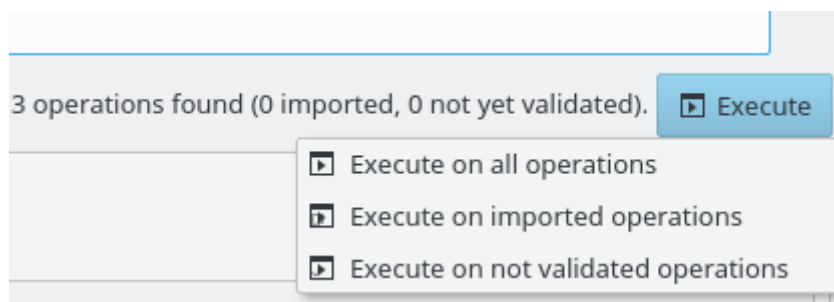 3 operations found (0 imported, 0 not yet validated). Execute
Execute on all operations
Execute on imported operations
Execute on not validated operations